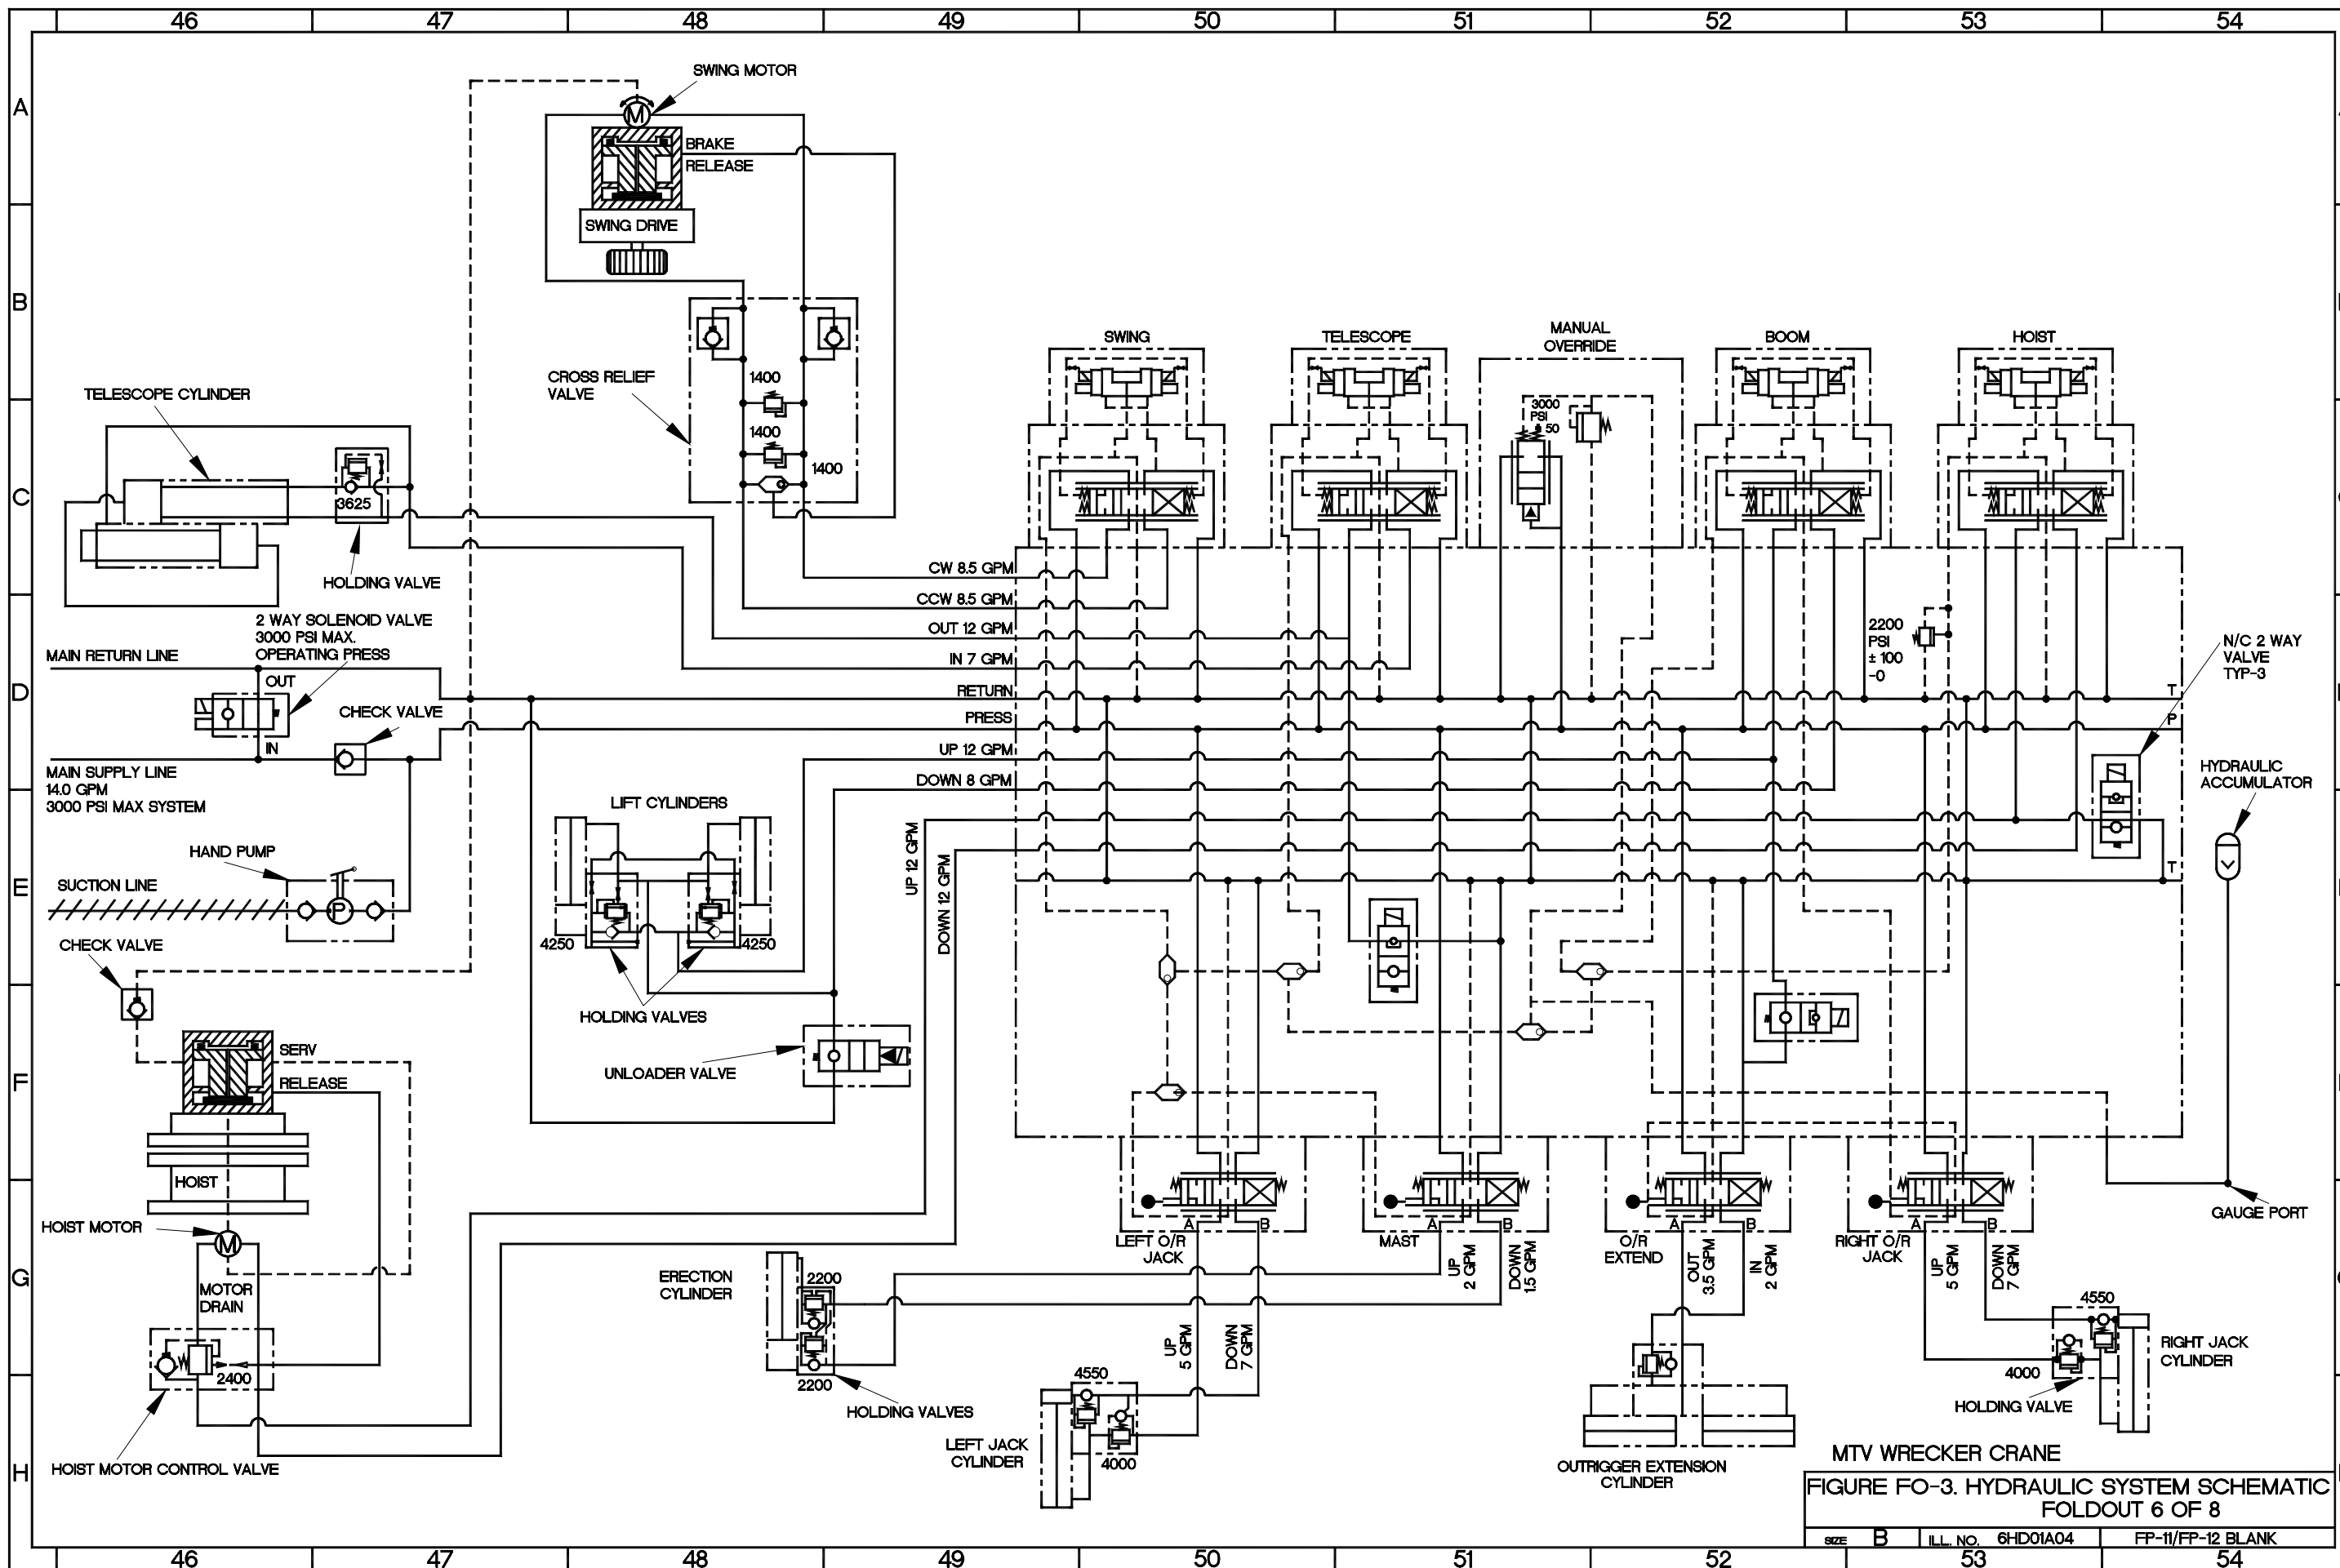 46 47 48 49 50 51 52 53 54
A
SWING MOTOR
M
BRAKE
RELEASE
SWING DRIVE
B
SWING
TELESCOPE
MANUAL
OVERRIDE
BOOM
HOIST
CROSS RELIEF
VALVE
1400
1400
1400
TELESCOPE CYLINDER
3000
PSI
± 50
C
3625
HOLDING VALVE
CW 8.5 GPM
CCW 8.5 GPM
OUT 12 GPM
IN 7 GPM
RETURN
PRESS
UP 12 GPM
DOWN 8 GPM
2 WAY SOLENOID VALVE
3000 PSI MAX.
OPERATING PRESS
MAIN RETURN LINE
OUT
D
CHECK VALVE
IN
MAIN SUPPLY LINE
14.0 GPM
3000 PSI MAX SYSTEM
2200
PSI
± 100
-0
T
P
N/C 2 WAY
VALVE
TYP-3
HYDRAULIC
ACCUMULATOR
LIFT CYLINDERS
UP 12 GPM
DOWN 12 GPM
T
HAND PUMP
E
SUCTION LINE
P
CHECK VALVE
4250
4250
HOLDING VALVES
UNLOADER VALVE
F
SERV
RELEASE
HOIST
HOIST MOTOR
M
MOTOR
DRAIN
G
2400
HOIST MOTOR CONTROL VALVE
A B
LEFT O/R
JACK
A B
MAST
A B
O/R
EXTEND
A B
RIGHT O/R
JACK
GAUGE PORT
UP
2 GPM
DOWN
1.5 GPM
OUT
3.5 GPM
IN
2 GPM
UP
5 GPM
DOWN
7 GPM
ERECTION
CYLINDER
2200
2200
HOLDING VALVES
UP
5 GPM
DOWN
7 GPM
4550
4000
LEFT JACK
CYLINDER
4550
4000
RIGHT JACK
CYLINDER
HOLDING VALVE
OUTRIGGER EXTENSION
CYLINDER
H
MTV WRECKER CRANE
FIGURE FO-3. HYDRAULIC SYSTEM SCHEMATIC
FOLDOUT 6 OF 8
SIZE B ILL. NO. 6HD01A04 FP-11/FP-12 BLANK
46 47 48 49 50 51 52 53 54